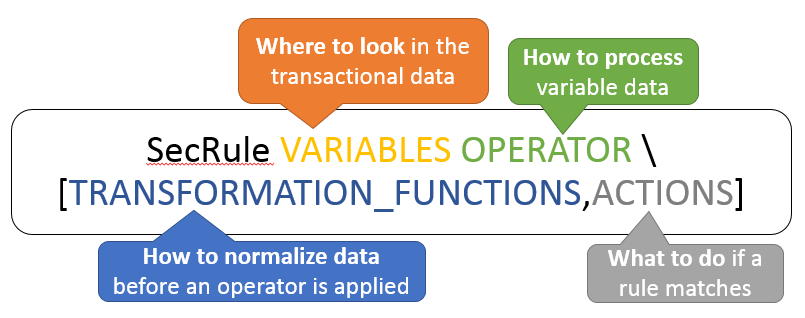 Where to look in the
transactional data
How to process
variable data
SecRule VARIABLES OPERATOR \
[TRANSFORMATION_FUNCTIONS,ACTIONS]
How to normalize data
before an operator is applied
What to do if a
rule matches